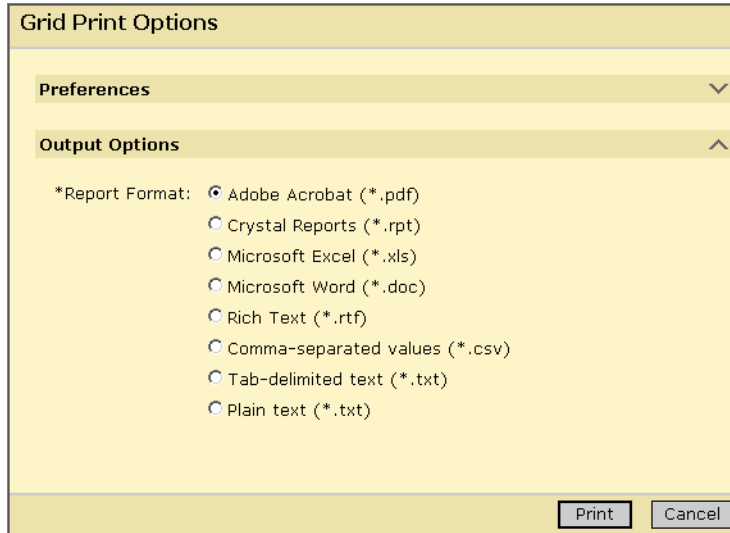 Grid Print Options
Preferences
Output Options
*Report Format: Adobe Acrobat (*.pdf)
Crystal Reports (*.rpt)
Microsoft Excel (*.xls)
Microsoft Word (*.doc)
Rich Text (*.rtf)
Comma-separated values (*.csv)
Tab-delimited text (*.txt)
Plain text (*.txt)
Print Cancel